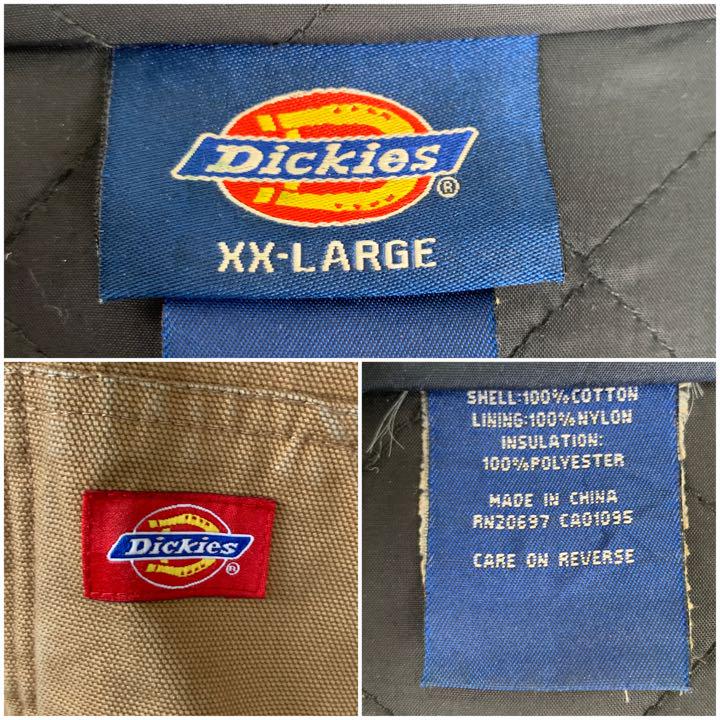 Dickies
®
XX-LARGE
Dickies
®
SHELL:100%COTTON
LINING:100%NYLON
INSULATION:
100%POLYESTER
MADE IN CHINA
RN20697 CA01095
CARE ON REVERSE